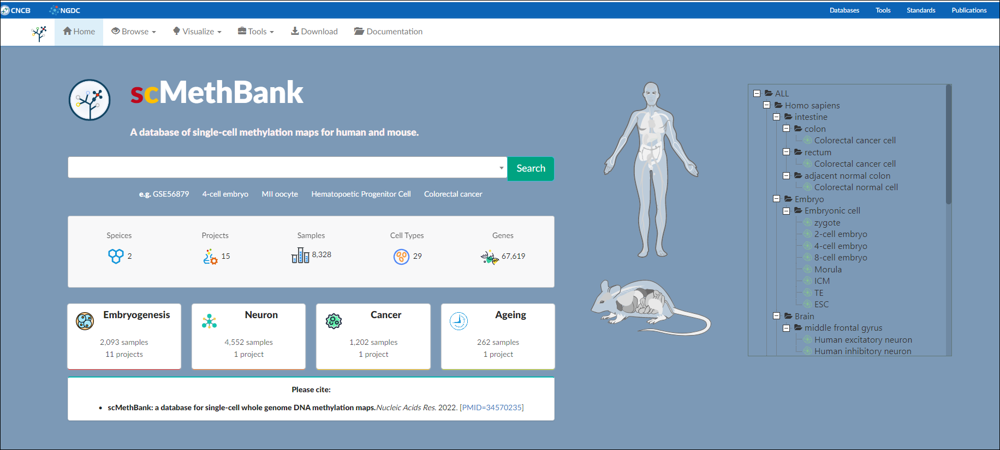 CNCB NGDC Databases Tools Standards Publications
Home Browse Visualize Tools Download Documentation
scMethBank
A database of single-cell methylation maps for human and mouse.
Search
e.g. GSE56879 4-cell embryo MII oocyte Hematopoetic Progenitor Cell Colorectal cancer
Speices Projects Samples Cell Types Genes
2 15 8,328 29 67,619
Embryogenesis
2,093 samples
11 projects
Neuron
4,552 samples
1 project
Cancer
1,202 samples
1 project
Ageing
262 samples
1 project
Please cite:
• scMethBank: a database for single-cell whole genome DNA methylation maps.Nucleic Acids Res. 2022. [PMID=34570235]
ALL
Homo sapiens
intestine
colon
Colorectal cancer cell
rectum
Colorectal cancer cell
adjacent normal colon
Colorectal normal cell
Embryo
Embryonic cell
zygote
2-cell embryo
4-cell embryo
8-cell embryo
Morula
ICM
TE
ESC
Brain
middle frontal gyrus
Human excitatory neuron
Human inhibitory neuron